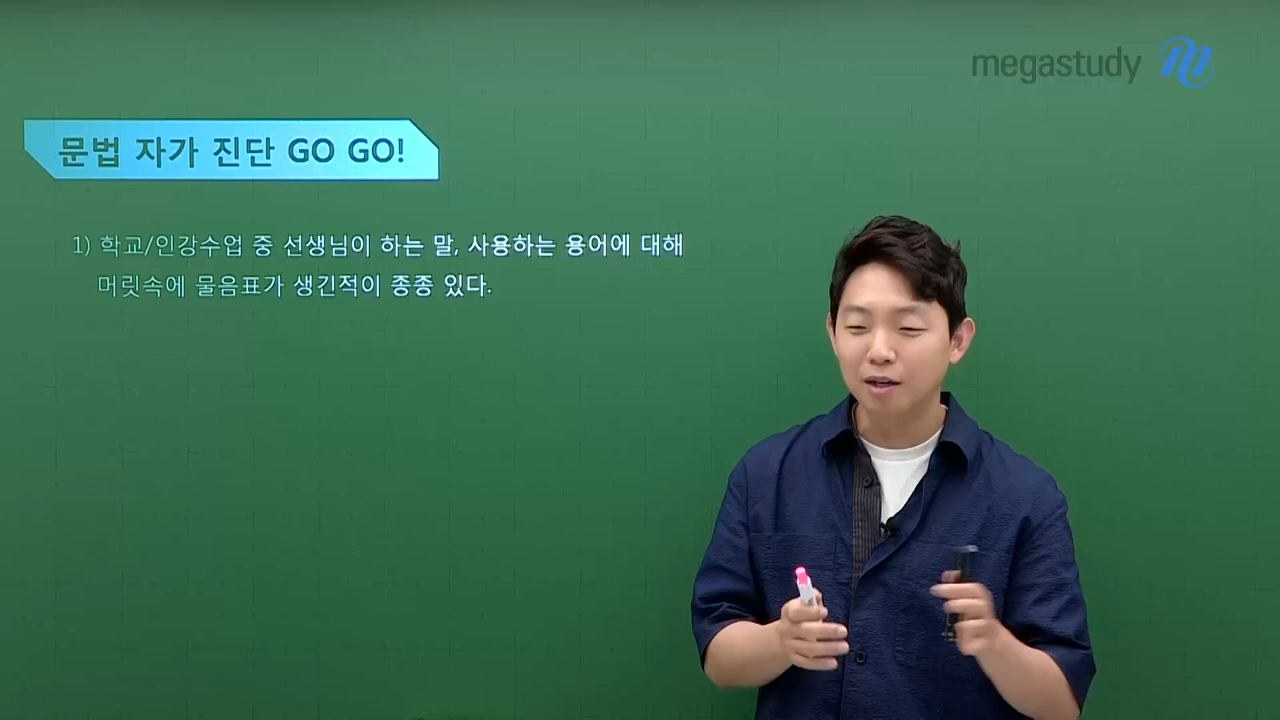 megastudy
문법 자가 진단 GO GO!
1) 학교/인강수업 중 선생님이 하는 말, 사용하는 용어에 대해
머릿속에 물음표가 생긴적이 종종 있다.